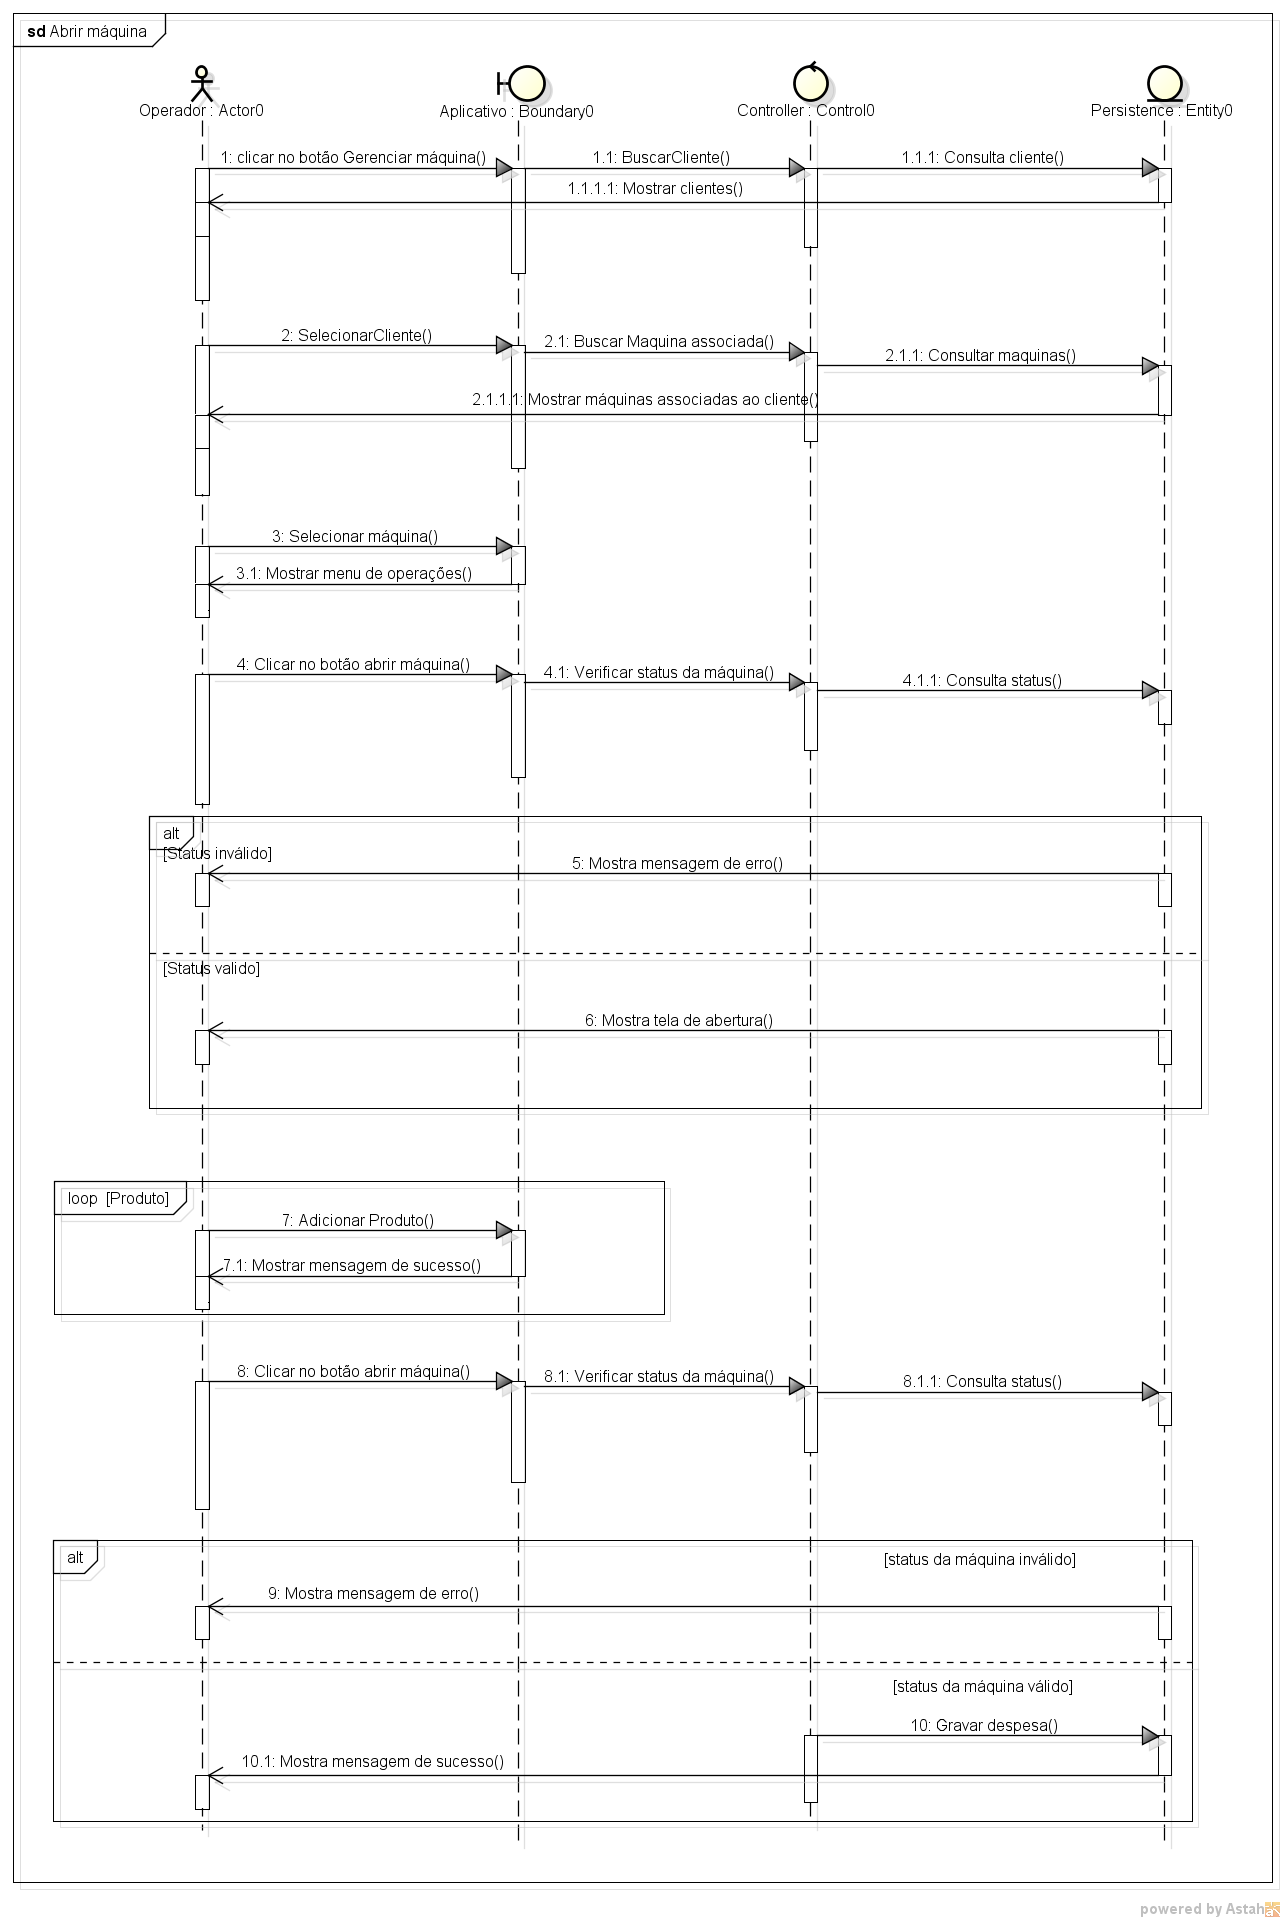 sd Abrir máquina
Operador : Actor0
Aplicativo : Boundary0
Controller : Control0
Persistence : Entity0
1: clicar no botão Gerenciar máquina()
1.1: BuscarCliente()
1.1.1: Consulta cliente()
1.1.1.1: Mostrar clientes()
2: SelecionarCliente()
2.1: Buscar Maquina associada()
2.1.1: Consultar maquinas()
2.1.1.1: Mostrar máquinas associadas ao cliente()
3: Selecionar máquina()
3.1: Mostrar menu de operações()
4: Clicar no botão abrir máquina()
4.1: Verificar status da máquina()
4.1.1: Consulta status()
alt
[Status inválido]
5: Mostra mensagem de erro()
[Status valido]
6: Mostra tela de abertura()
loop [Produto]
7: Adicionar Produto()
7.1: Mostrar mensagem de sucesso()
8: Clicar no botão abrir máquina()
8.1: Verificar status da máquina()
8.1.1: Consulta status()
alt
[status da máquina inválido]
9: Mostra mensagem de erro()
[status da máquina válido]
10: Gravar despesa()
10.1: Mostra mensagem de sucesso()
powered by Astah